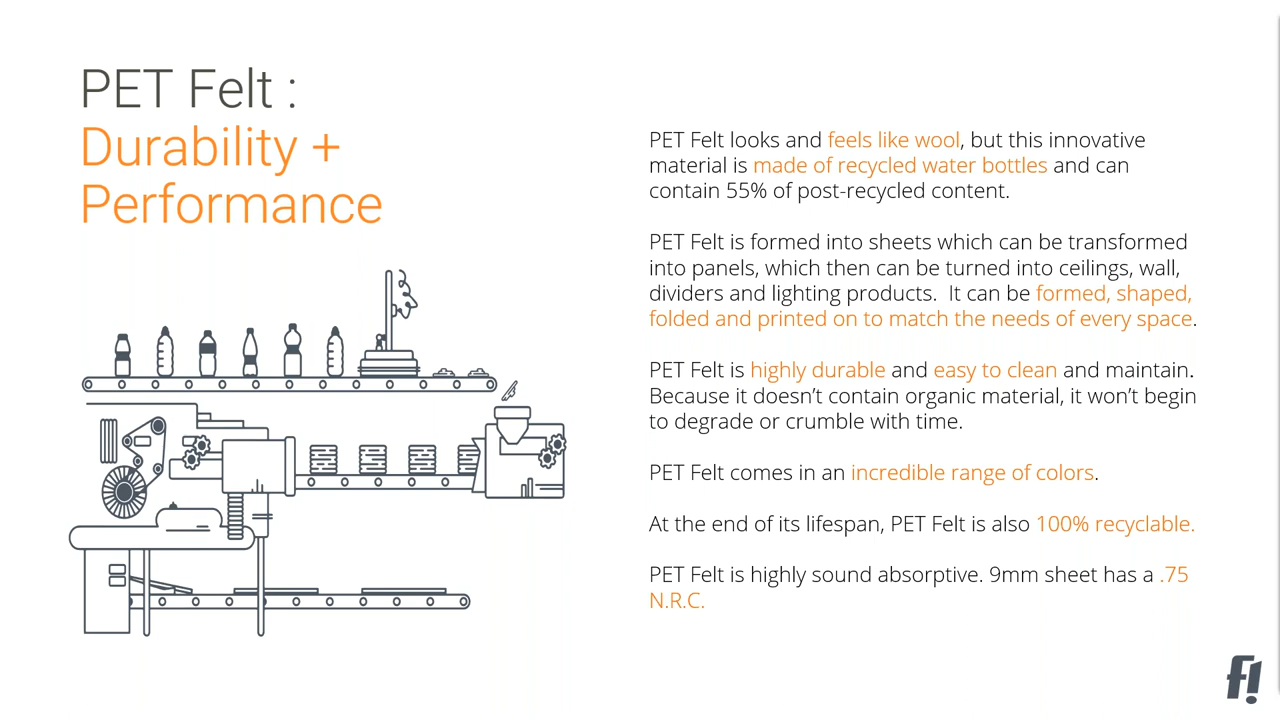 PET Felt :
Durability +
Performance
PET Felt looks and feels like wool, but this innovative
material is made of recycled water bottles and can
contain 55% of post-recycled content.
PET Felt is formed into sheets which can be transformed
into panels, which then can be turned into ceilings, wall,
dividers and lighting products.  It can be formed, shaped,
folded and printed on to match the needs of every space.
PET Felt is highly durable and easy to clean and maintain.
Because it doesn’t contain organic material, it won’t begin
to degrade or crumble with time.
PET Felt comes in an incredible range of colors.
At the end of its lifespan, PET Felt is also 100% recyclable.
PET Felt is highly sound absorptive. 9mm sheet has a .75
N.R.C.
f!